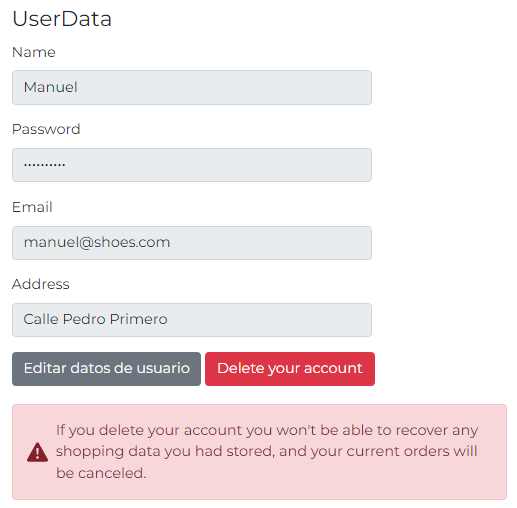 UserData
Name
Manuel
Password
••••••••••
Email
manuel@shoes.com
Address
Calle Pedro Primero
Editar datos de usuario Delete your account
If you delete your account you won't be able to recover any
shopping data you had stored, and your current orders will
be canceled.